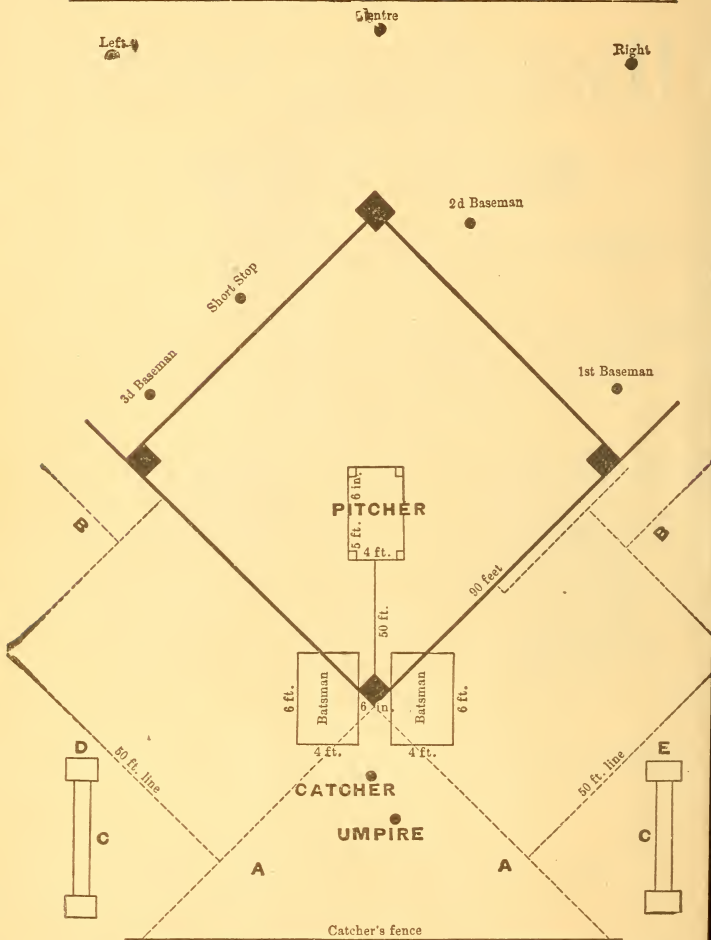 Centre
Left
Right
2d Baseman
Short Stop
1st Baseman
3d Baseman
5 ft. 6 in.
PITCHER
4 ft.
B
B
90 feet
50 ft.
6 ft.
Batsman
6 in.
Batsman
6 ft.
4 ft.
4 ft.
D
E
50 ft. line
50 ft. line
CATCHER
C
C
UMPIRE
A
A
Catcher's fence